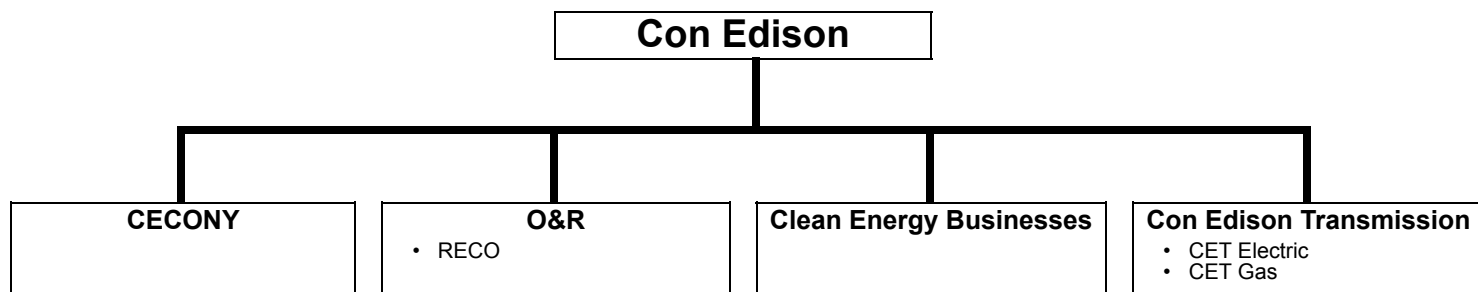 Con Edison
CECONY
O&R
• RECO
Clean Energy Businesses
Con Edison Transmission
• CET Electric
• CET Gas